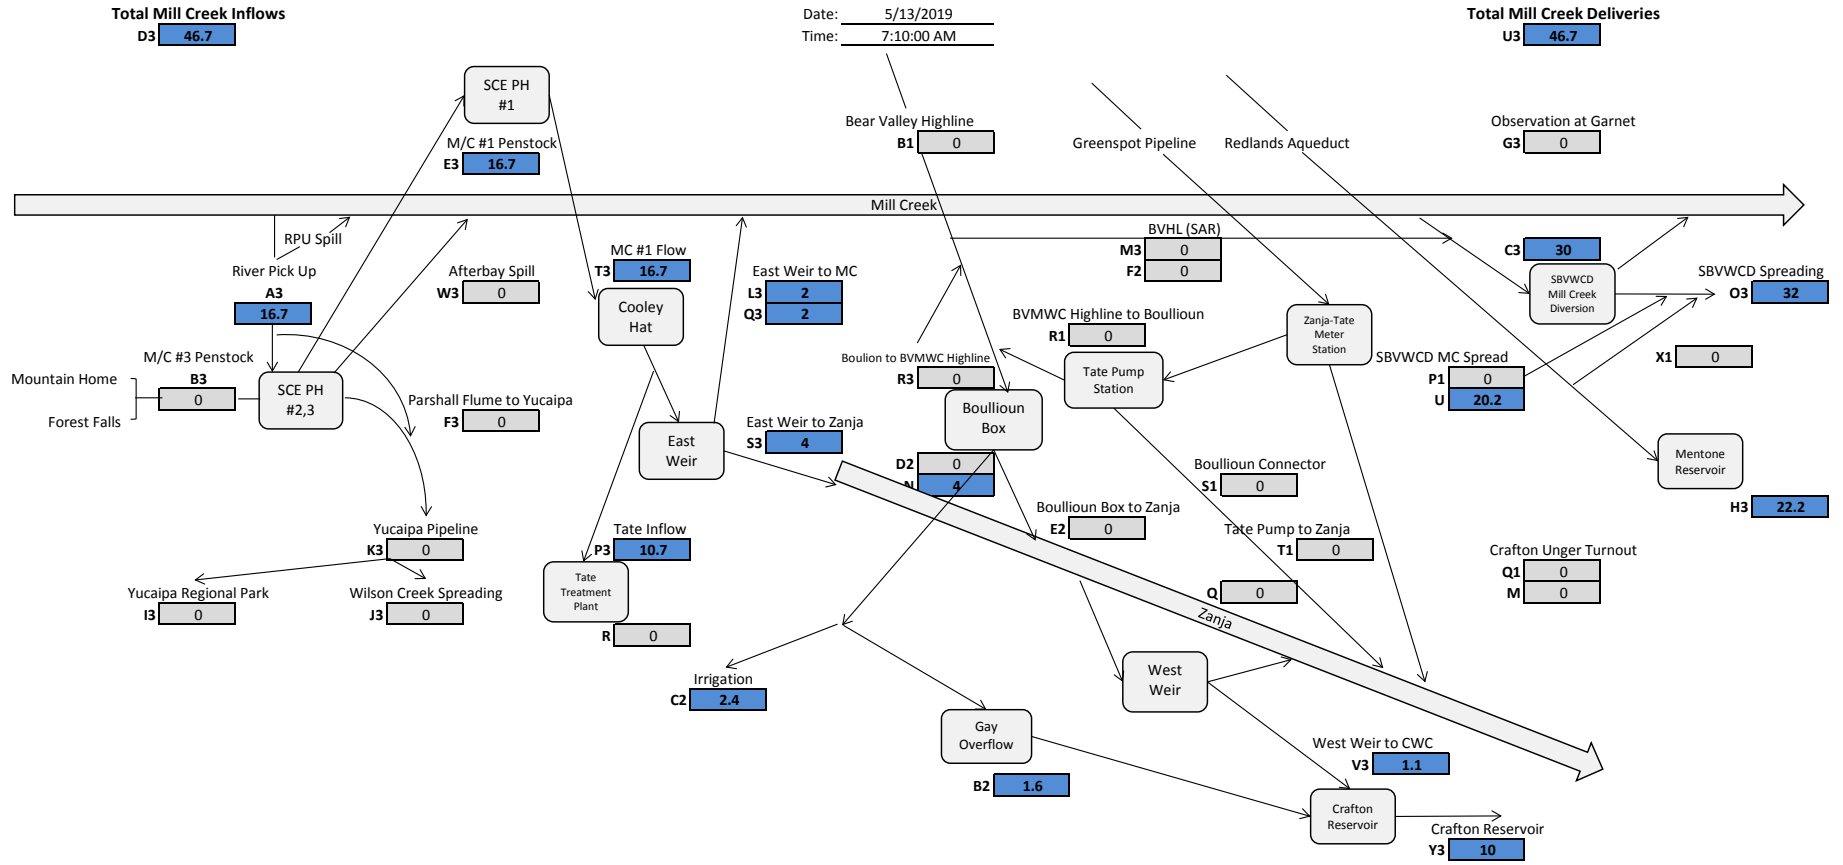 Total Mill Creek Inflows
D3 46.7
Date: 5/13/2019
Time: 7:10:00 AM
Total Mill Creek Deliveries
U3 46.7
SCE PH
#1
M/C #1 Penstock
E3 16.7
Bear Valley Highline
B1 0
Greenspot Pipeline
Redlands Aqueduct
Observation at Garnet
G3 0
Mill Creek
RPU Spill
River Pick Up
A3
16.7
Afterbay Spill
W3 0
MC #1 Flow
T3 16.7
Cooley
Hat
East Weir to MC
L3 2
Q3 2
BVHL (SAR)
M3 0
F2 0
C3 30
SBVWCD
Mill Creek
Diversion
SBVWCD Spreading
O3 32
BVMWC Highline to Boullioun
R1 0
Zanja-Tate
Meter
Station
M/C #3 Penstock
B3
0
Mountain Home
Forest Falls
SCE PH
#2,3
Parshall Flume to Yucaipa
F3 0
Boulion to BVMWC Highline
R3 0
Tate Pump
Station
SBVWCD MC Spread
P1 0
U 20.2
X1 0
Boullioun
Box
East Weir
East Weir to Zanja
S3 4
D2 0
N 4
Boullioun Connector
S1 0
Mentone
Reservoir
H3 22.2
Boullioun Box to Zanja
E2 0
Yucaipa Pipeline
K3 0
Tate Inflow
P3 10.7
Tate
Treatment
Plant
R 0
Tate Pump to Zanja
T1 0
Crafton Unger Turnout
Q1 0
M 0
Yucaipa Regional Park
I3 0
Wilson Creek Spreading
J3 0
Q 0
Zanja
Irrigation
C2 2.4
West
Weir
Gay
Overflow
B2 1.6
West Weir to CWC
V3 1.1
Crafton
Reservoir
Crafton Reservoir
Y3 10